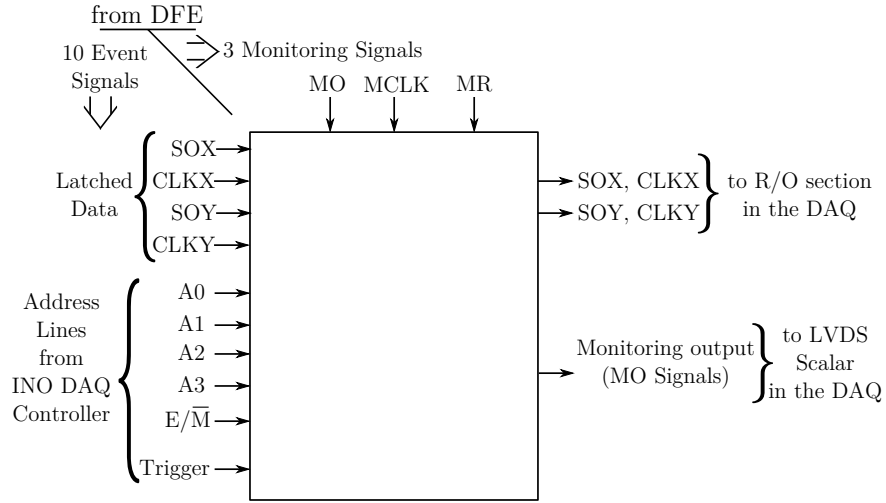 from DFE
3 Monitoring Signals
10 Event
Signals
MO
MCLK
MR
SOX
CLKX
SOY
CLKY
Latched
Data
SOX, CLKX
SOY, CLKY
to R/O section
in the DAQ
A0
A1
A2
A3
E/M̅
Trigger
Address
Lines
from
INO DAQ
Controller
Monitoring output
(MO Signals)
to LVDS
Scalar
in the DAQ